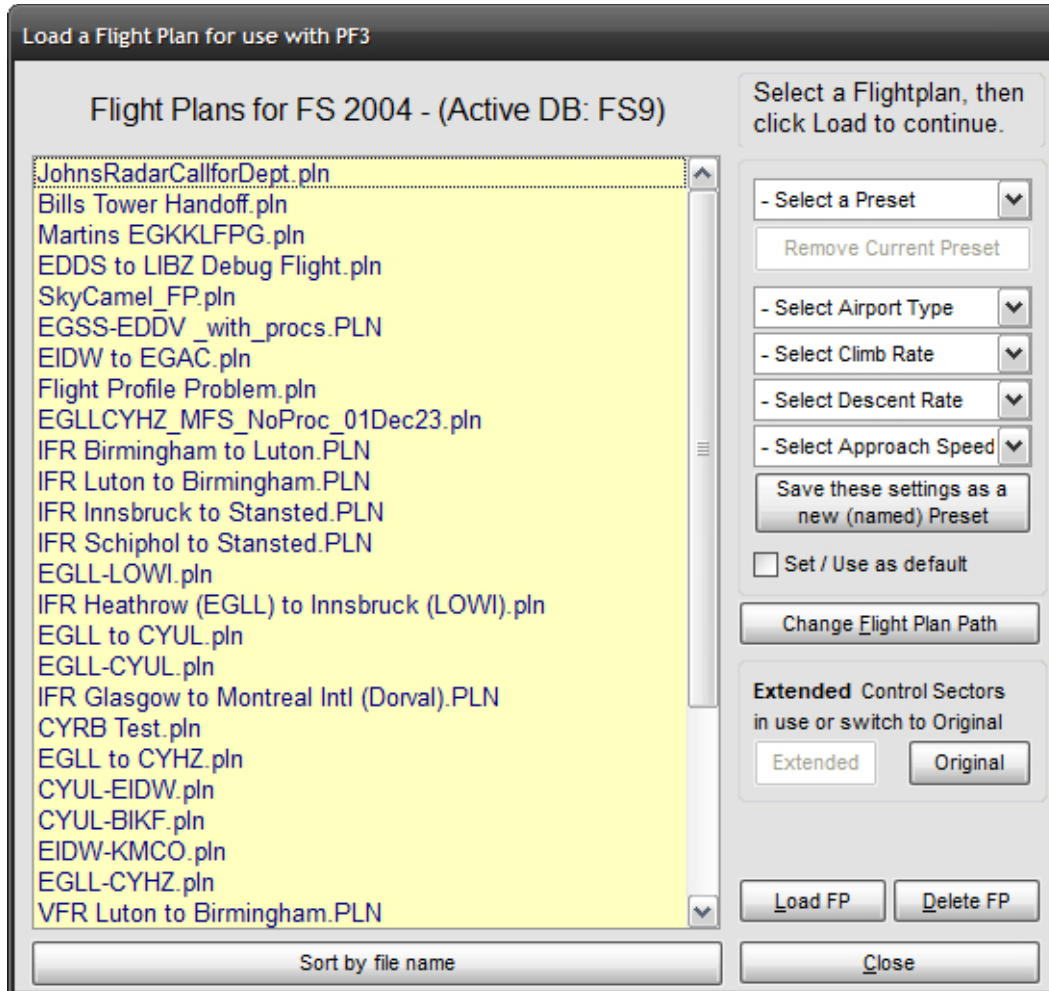 Load a Flight Plan for use with PF3
Flight Plans for FS 2004 - (Active DB: FS9)
JohnsRadarCallforDept.pln
Bills Tower Handoff.pln
Martins EGKKLFPG.pln
EDDS to LIBZ Debug Flight.pln
SkyCamel_FP.pln
EGSS-EDDV _with_procs.PLN
EIDW to EGAC.pln
Flight Profile Problem.pln
EGLLCYHZ_MFS_NoProc_01Dec23.pln
IFR Birmingham to Luton.PLN
IFR Luton to Birmingham.PLN
IFR Innsbruck to Stansted.PLN
IFR Schiphol to Stansted.PLN
EGLL-LOWI.pln
IFR Heathrow (EGLL) to Innsbruck (LOWI).pln
EGLL to CYUL.pln
EGLL-CYUL.pln
IFR Glasgow to Montreal Intl (Dorval).PLN
CYRB Test.pln
EGLL to CYHZ.pln
CYUL-EIDW.pln
CYUL-BIKF.pln
EIDW-KMCO.pln
EGLL-CYHZ.pln
VFR Luton to Birmingham.PLN
Sort by file name
Select a Flightplan, then
click Load to continue.
- Select a Preset
Remove Current Preset
- Select Airport Type
- Select Climb Rate
- Select Descent Rate
- Select Approach Speed
Save these settings as a
new (named) Preset
Set / Use as default
Change Flight Plan Path
Extended Control Sectors
in use or switch to Original
Extended
Original
Load FP
Delete FP
Close